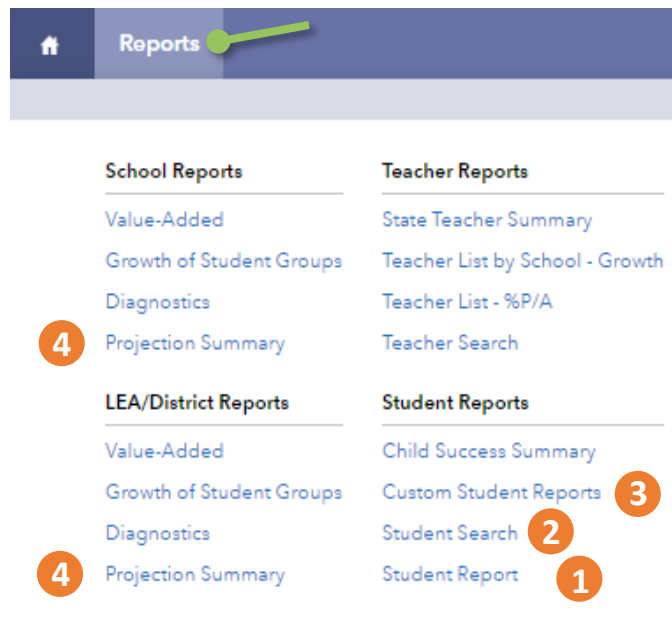 Reports
School Reports
Value-Added
Growth of Student Groups
Diagnostics
4 Projection Summary
Teacher Reports
State Teacher Summary
Teacher List by School - Growth
Teacher List - %P/A
Teacher Search
LEA/District Reports
Value-Added
Growth of Student Groups
Diagnostics
4 Projection Summary
Student Reports
Child Success Summary
Custom Student Reports 3
Student Search 2
Student Report 1